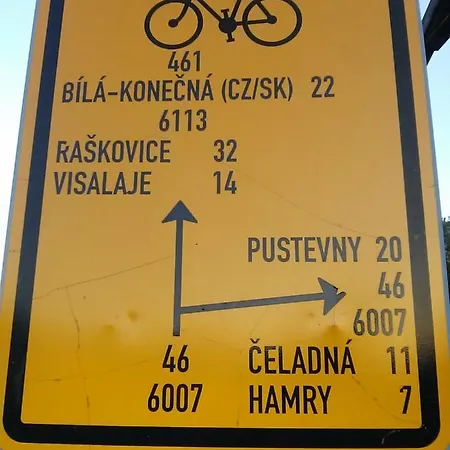 461
BÍLÁ-KONEČNÁ (CZ/SK) 22
6113
RAŠKOVICE 32
VISALAJE 14
PUSTEVNY 20
46
6007
46 ČELADNÁ 11
6007 HAMRY 7